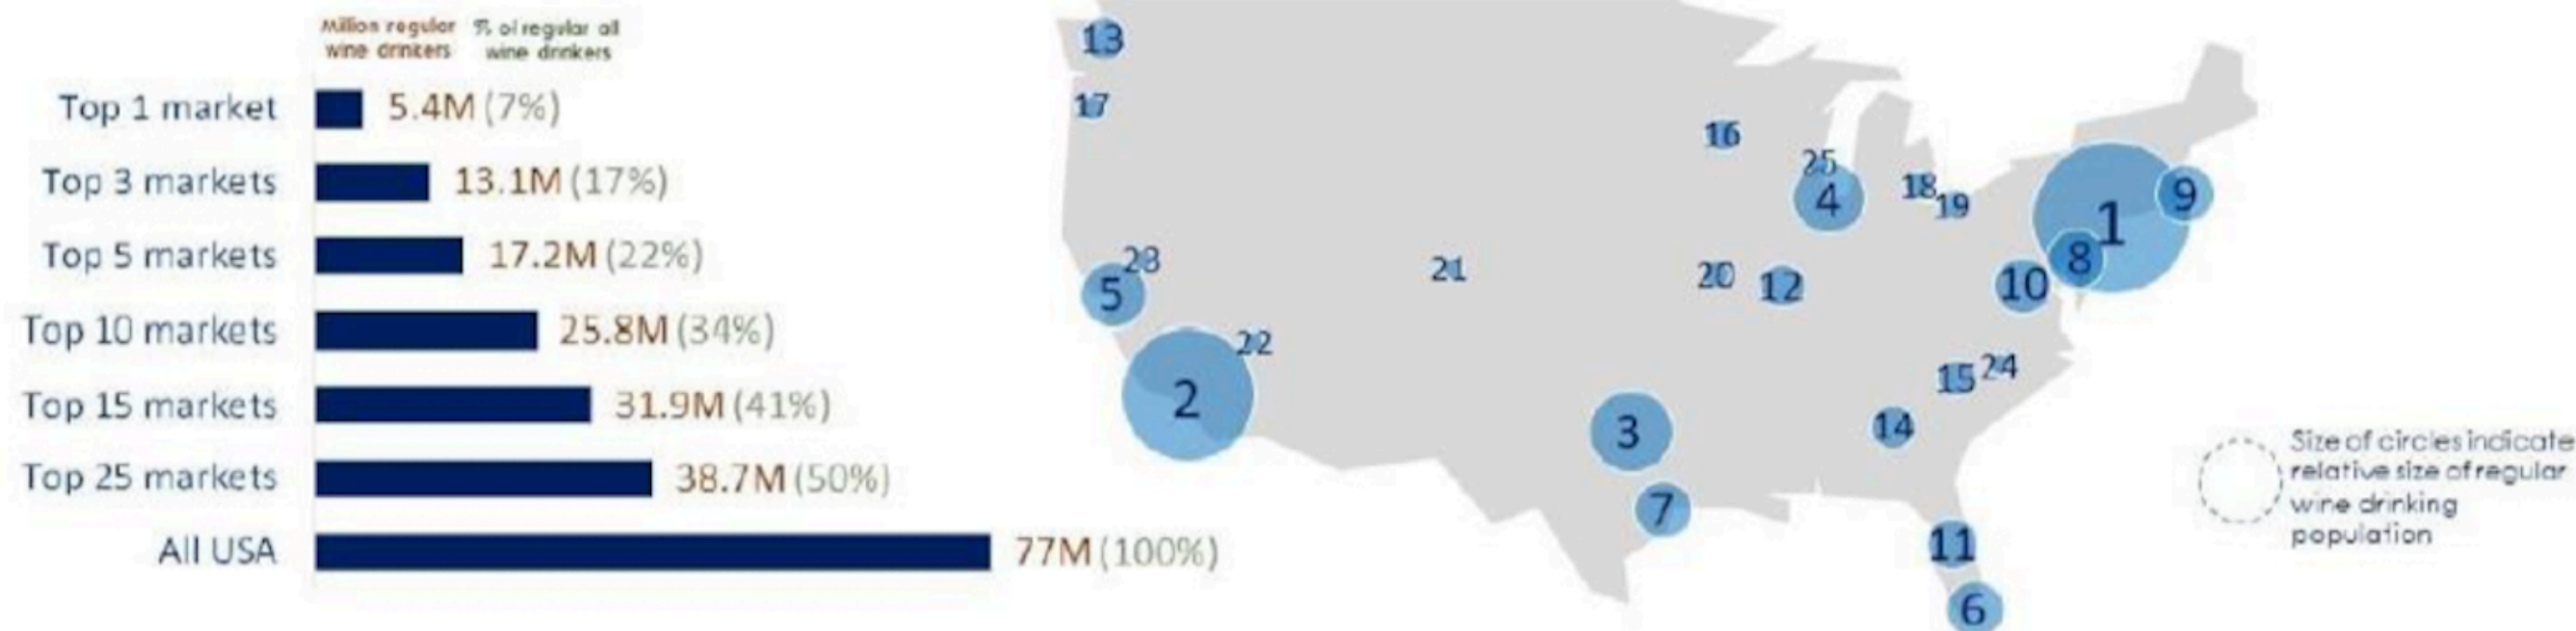 Million regular % of regular all
wine drinkers wine drinkers
Top 1 market 5.4M (7%)
Top 3 markets 13.1M (17%)
Top 5 markets 17.2M (22%)
Top 10 markets 25.8M (34%)
Top 15 markets 31.9M (41%)
Top 25 markets 38.7M (50%)
All USA 77M (100%)
13
17
16
25
4
18
19
1
9
8
10
23
5
21
20
12
22
2
15
24
3
14
7
11
6
Size of circles indicate
relative size of regular
wine drinking
population